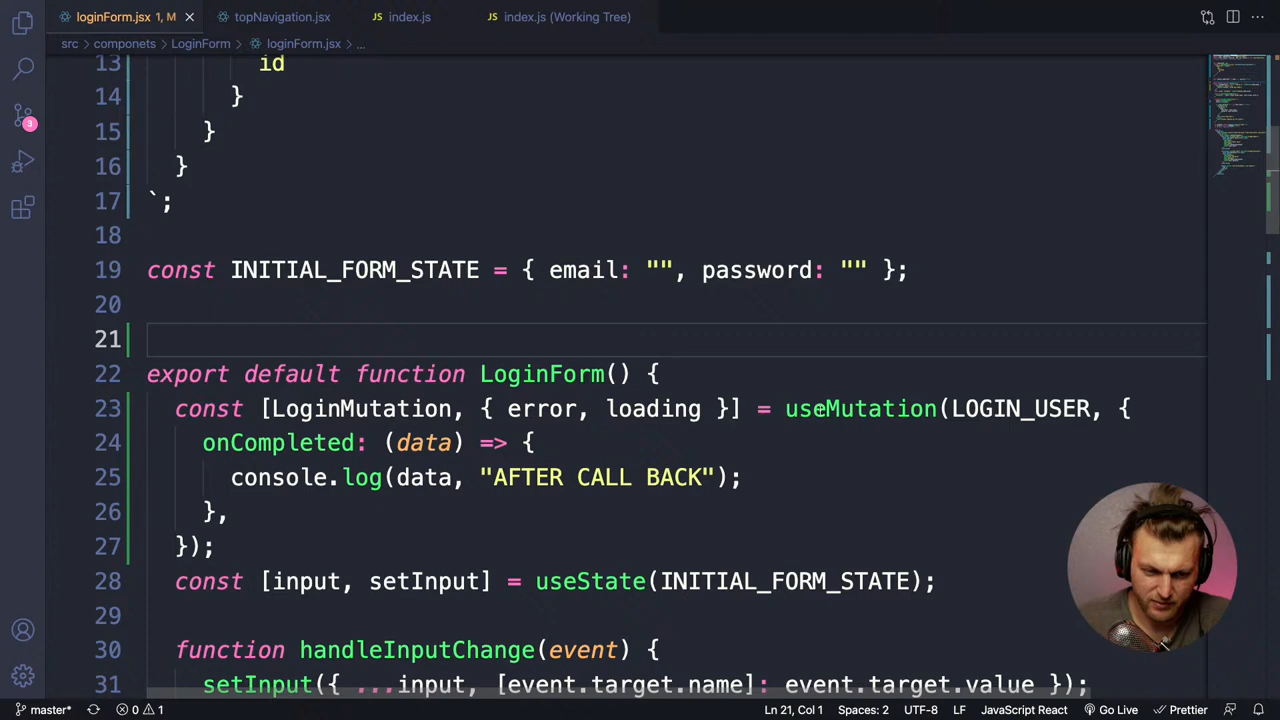 loginForm.jsx 1, M
topNavigation.jsx
JS index.js
JS index.js (Working Tree)
src componets LoginForm loginForm.jsx ...
3
13 id
14 }
15 }
16 }
17 `;
18
19 const INITIAL_FORM_STATE = { email: "", password: "" };
20
21
22 export default function LoginForm() {
23 const [LoginMutation, { error, loading }] = useMutation(LOGIN_USER, {
24 onCompleted: (data) => {
25 console.log(data, "AFTER CALL BACK");
26 },
27 });
28 const [input, setInput] = useState(INITIAL_FORM_STATE);
29
30 function handleInputChange(event) {
31 setInput({ ...input, [event.target.name]: event.target.value });
master* 0 1 Ln 21, Col 1 Spaces: 2 UTF-8 LF JavaScript React Go Live Prettier